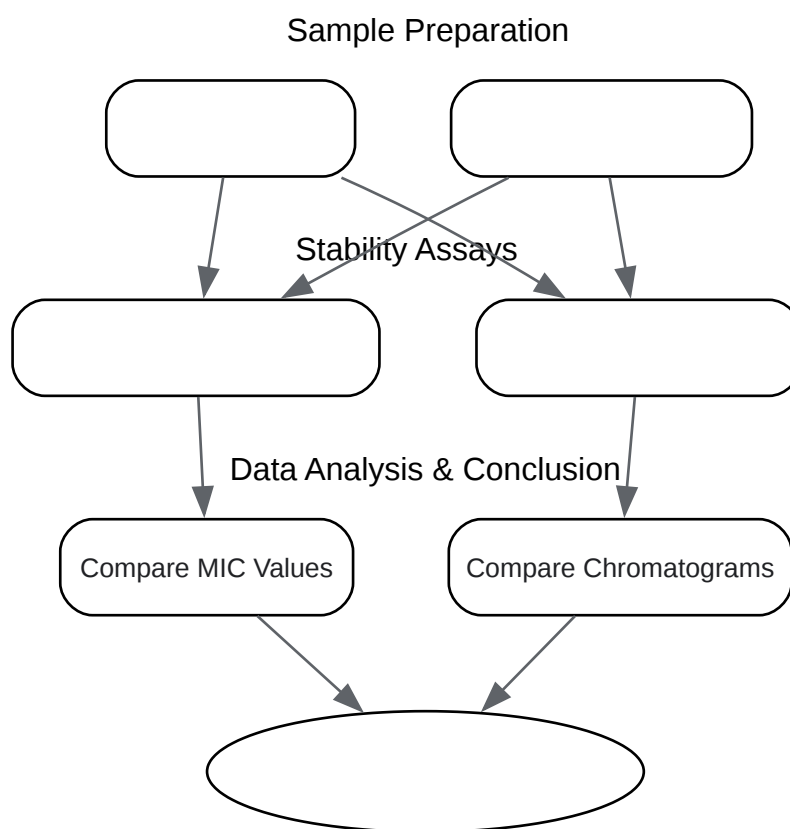 Sample Preparation
Stability Assays
Data Analysis & Conclusion
Compare MIC Values
Compare Chromatograms